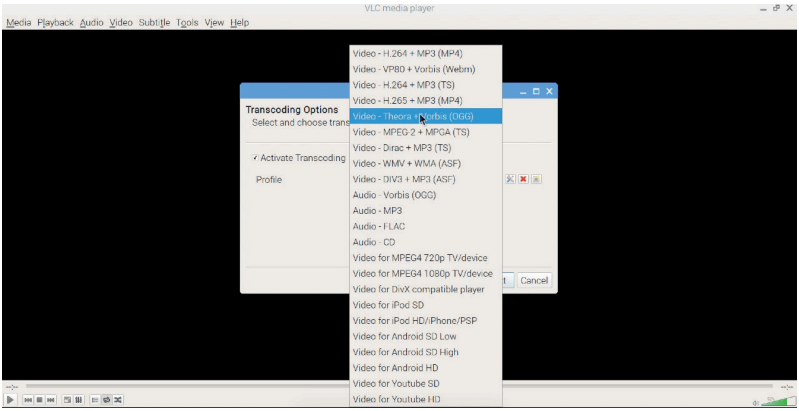 VLC media player
Media Playback Audio Video Subtitle Tools View Help
Transcoding Options
Select and choose trans
Activate Transcoding
Profile
Video - H.264 + MP3 (MP4)
Video - VP80 + Vorbis (Webm)
Video - H.264 + MP3 (TS)
Video - H.265 + MP3 (MP4)
Video - Theora + Vorbis (OGG)
Video - MPEG-2 + MPGA (TS)
Video - Dirac + MP3 (TS)
Video - WMV + WMA (ASF)
Video - DIV3 + MP3 (ASF)
Audio - Vorbis (OGG)
Audio - MP3
Audio - FLAC
Audio - CD
Video for MPEG4 720p TV/device
Video for MPEG4 1080p TV/device
Video for DivX compatible player
Video for iPod SD
Video for iPod HD/iPhone/PSP
Video for Android SD Low
Video for Android SD High
Video for Android HD
Video for Youtube SD
Video for Youtube HD
t Cancel
--:-- --:--